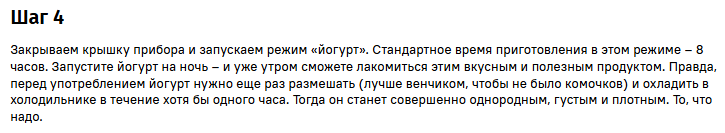 Шаг 4
Закрываем крышку прибора и запускаем режим «йогурт». Стандартное время приготовления в этом режиме – 8
часов. Запустите йогурт на ночь – и уже утром сможете лакомиться этим вкусным и полезным продуктом. Правда,
перед употреблением йогурт нужно еще раз размешать (лучше венчиком, чтобы не было комочков) и охладить в
холодильнике в течение хотя бы одного часа. Тогда он станет совершенно однородным, густым и плотным. То, что
надо.